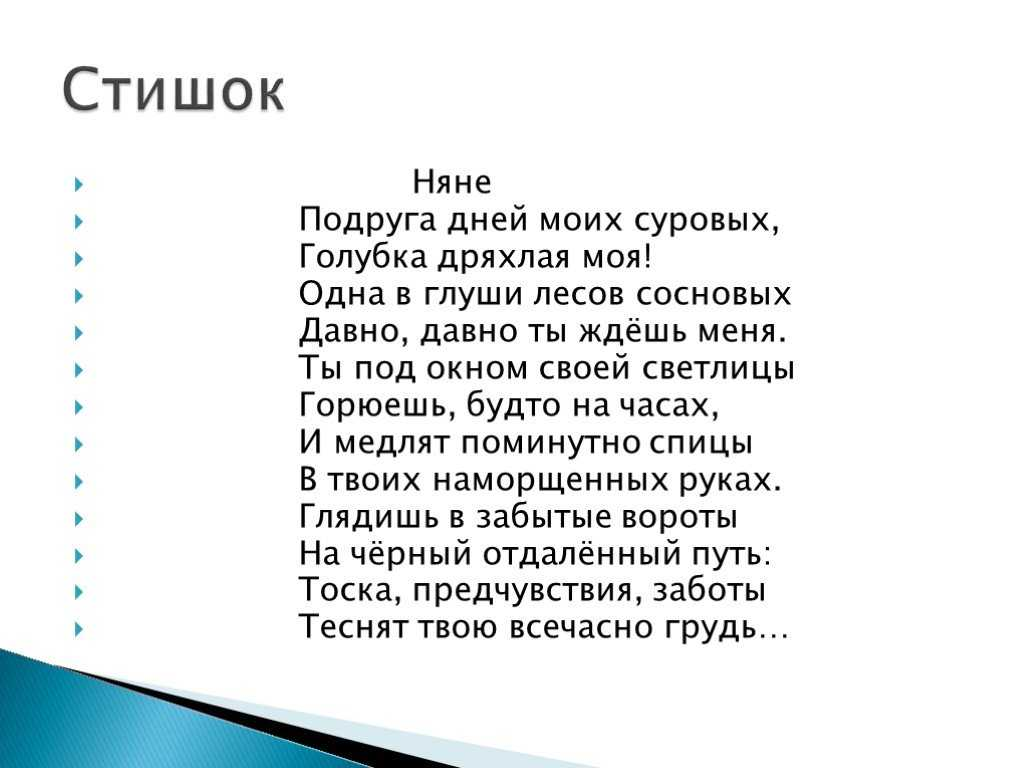 Стишок
Няне
Подруга дней моих суровых,
Голубка дряхлая моя!
Одна в глуши лесов сосновых
Давно, давно ты ждёшь меня.
Ты под окном своей светлицы
Горюешь, будто на часах,
И медлят поминутно спицы
В твоих наморщенных руках.
Глядишь в забытые вороты
На чёрный отдалённый путь:
Тоска, предчувствия, заботы
Теснят твою всечасно грудь…